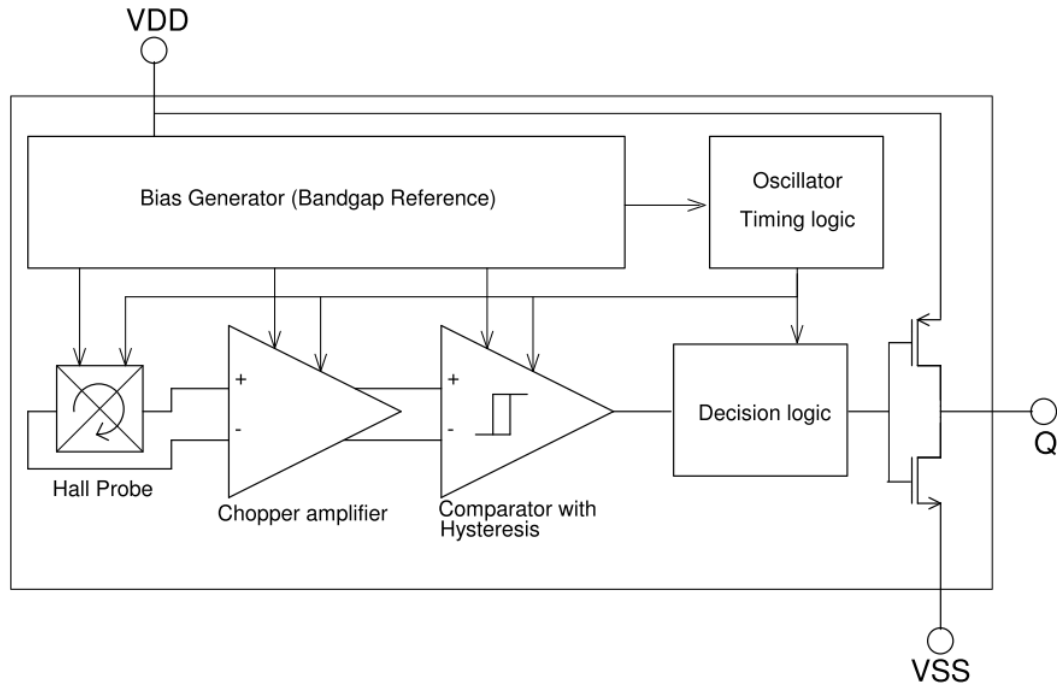 VDD
Bias Generator (Bandgap Reference)
Oscillator
Timing logic
+
-
+
-
Decision logic
Q
Hall Probe
Chopper amplifier
Comparator with
Hysteresis
VSS